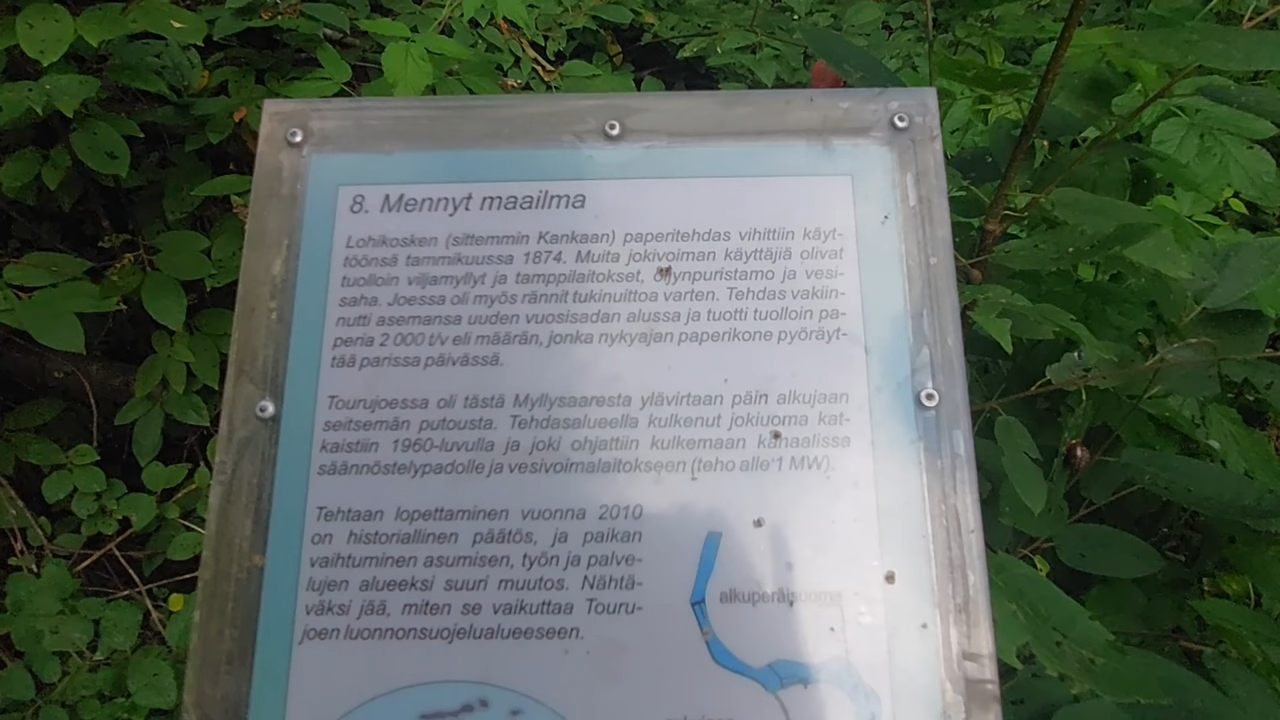 8. Mennyt maailma
Lohikosken (sittemmin Kankaan) paperitehdas vihittiin käyt-
töönsä tammikuussa 1874. Muita jokivoiman käyttäjiä olivat
tuolloin viljamyllyt ja tamppilaitokset, öljynpuristamo ja vesi-
saha. Joessa oli myös rännit tukinuittoa varten. Tehdas vakiin-
nutti asemansa uuden vuosisadan alussa ja tuotti tuolloin pa-
peria 2 000 t/v eli määrän, jonka nykyajan paperikone pyöräyt-
tää parissa päivässä.
Tourujoessa oli tästä Myllysaaresta ylävirtaan päin alkujaan
seitsemän putousta. Tehdasalueella kulkenut jokiuoma kat-
kaistiin 1960-luvulla ja joki ohjattiin kulkemaan kanaalissa
säännöstelypadolle ja vesivoimalaitokseen (teho alle 1 MW).
Tehtaan lopettaminen vuonna 2010
on historiallinen päätös, ja paikan
vaihtuminen asumisen, työn ja palve-
lujen alueeksi suuri muutos. Nähtä-
väksi jää, miten se vaikuttaa Touru-
joen luonnonsuojelualueeseen.
alkuperäisuoma